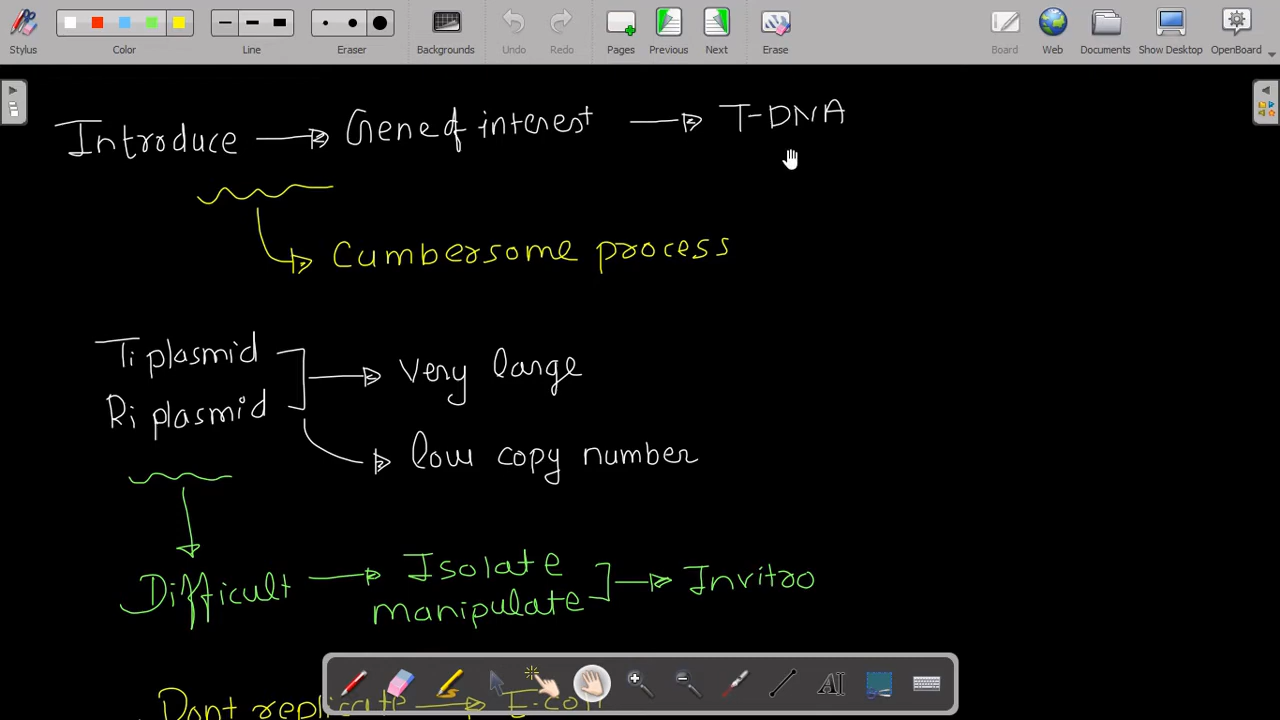 Stylus
Color
Line
Eraser
Backgrounds
Undo
Redo
Pages
Previous
Next
Erase
Board
Web
Documents
Show Desktop
OpenBoard
Introduce → Gene of interest → T-DNA
Cumbersome process
Ti plasmid
Ri plasmid
→ Very large
→ low copy number
Difficult → Isolate
manipulate → Invitro
Dont replicate → E-coli
AI